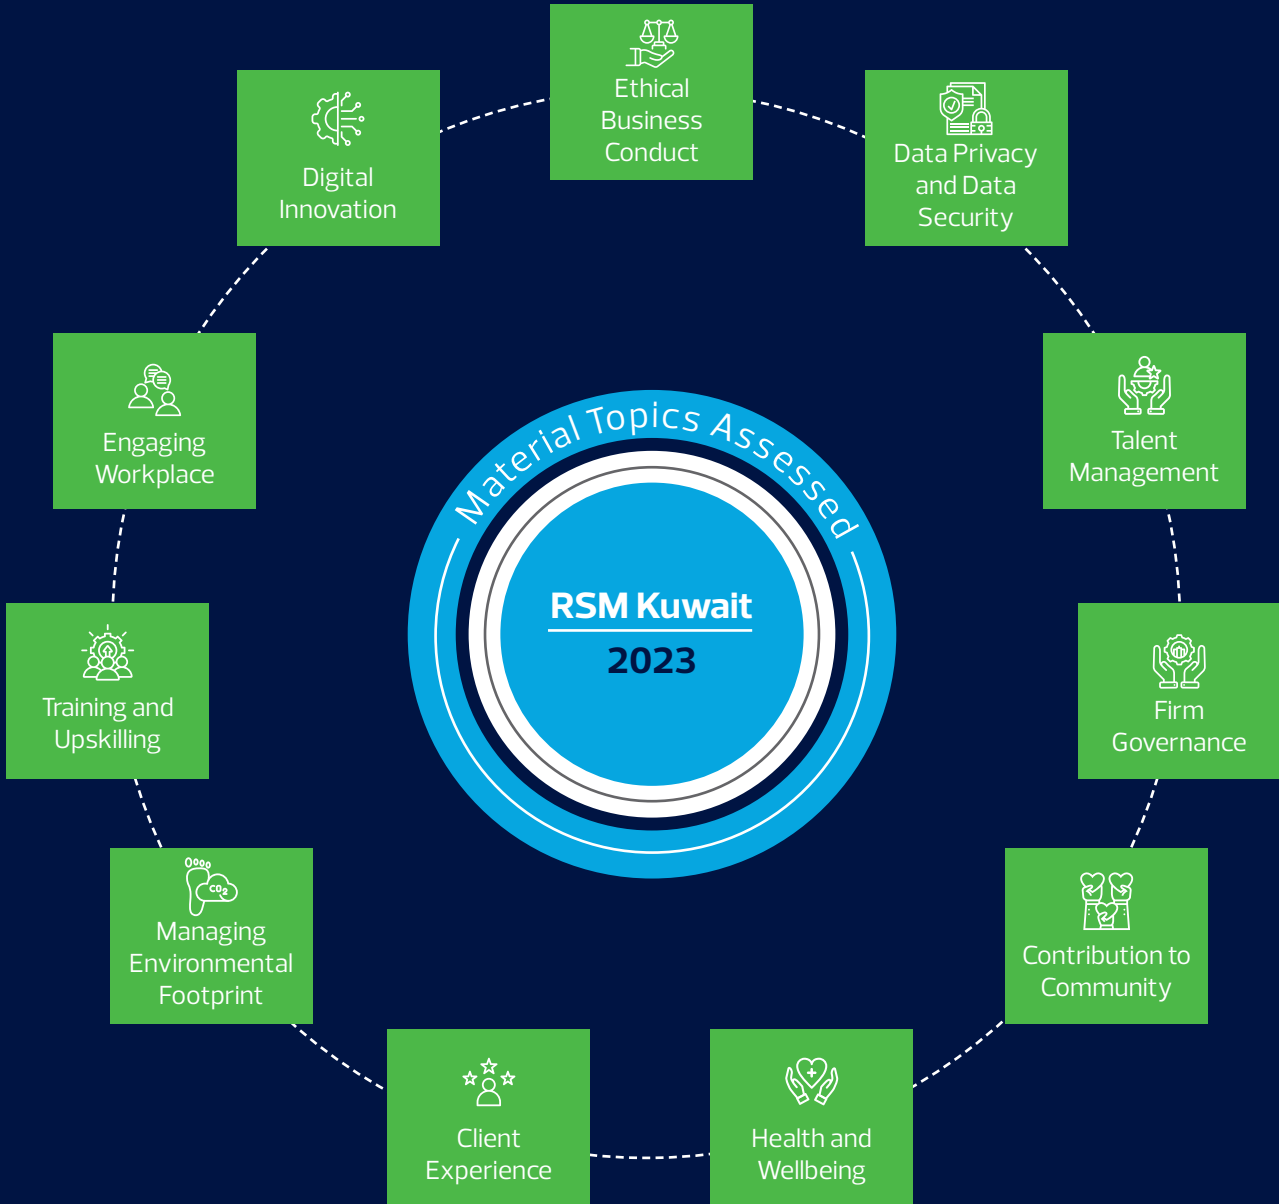 Ethical
Business
Conduct
Data Privacy
and Data
Security
Talent
Management
Firm
Governance
Contribution to
Community
Health and
Wellbeing
Client
Experience
CO2
Managing
Environmental
Footprint
Training and
Upskilling
Engaging
Workplace
Digital
Innovation
Material Topics Assessed
RSM Kuwait
2023